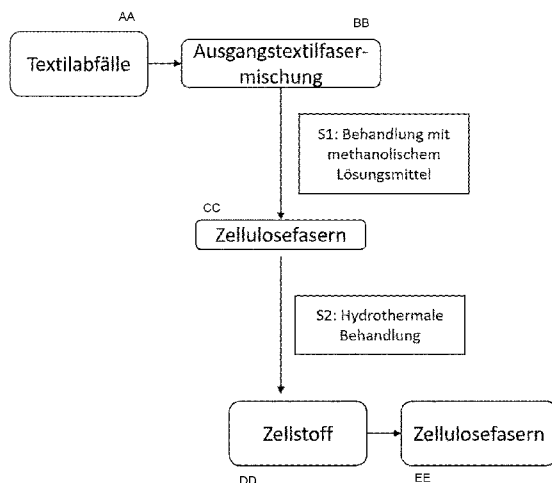 AA
BB
Textilabfälle
Ausgangstextilfaser-
mischung
S1: Behandlung mit
methanolischem
Lösungsmittel
CC
Zellulosefasern
S2: Hydrothermale
Behandlung
Zellstoff
Zellulosefasern
DD
EE